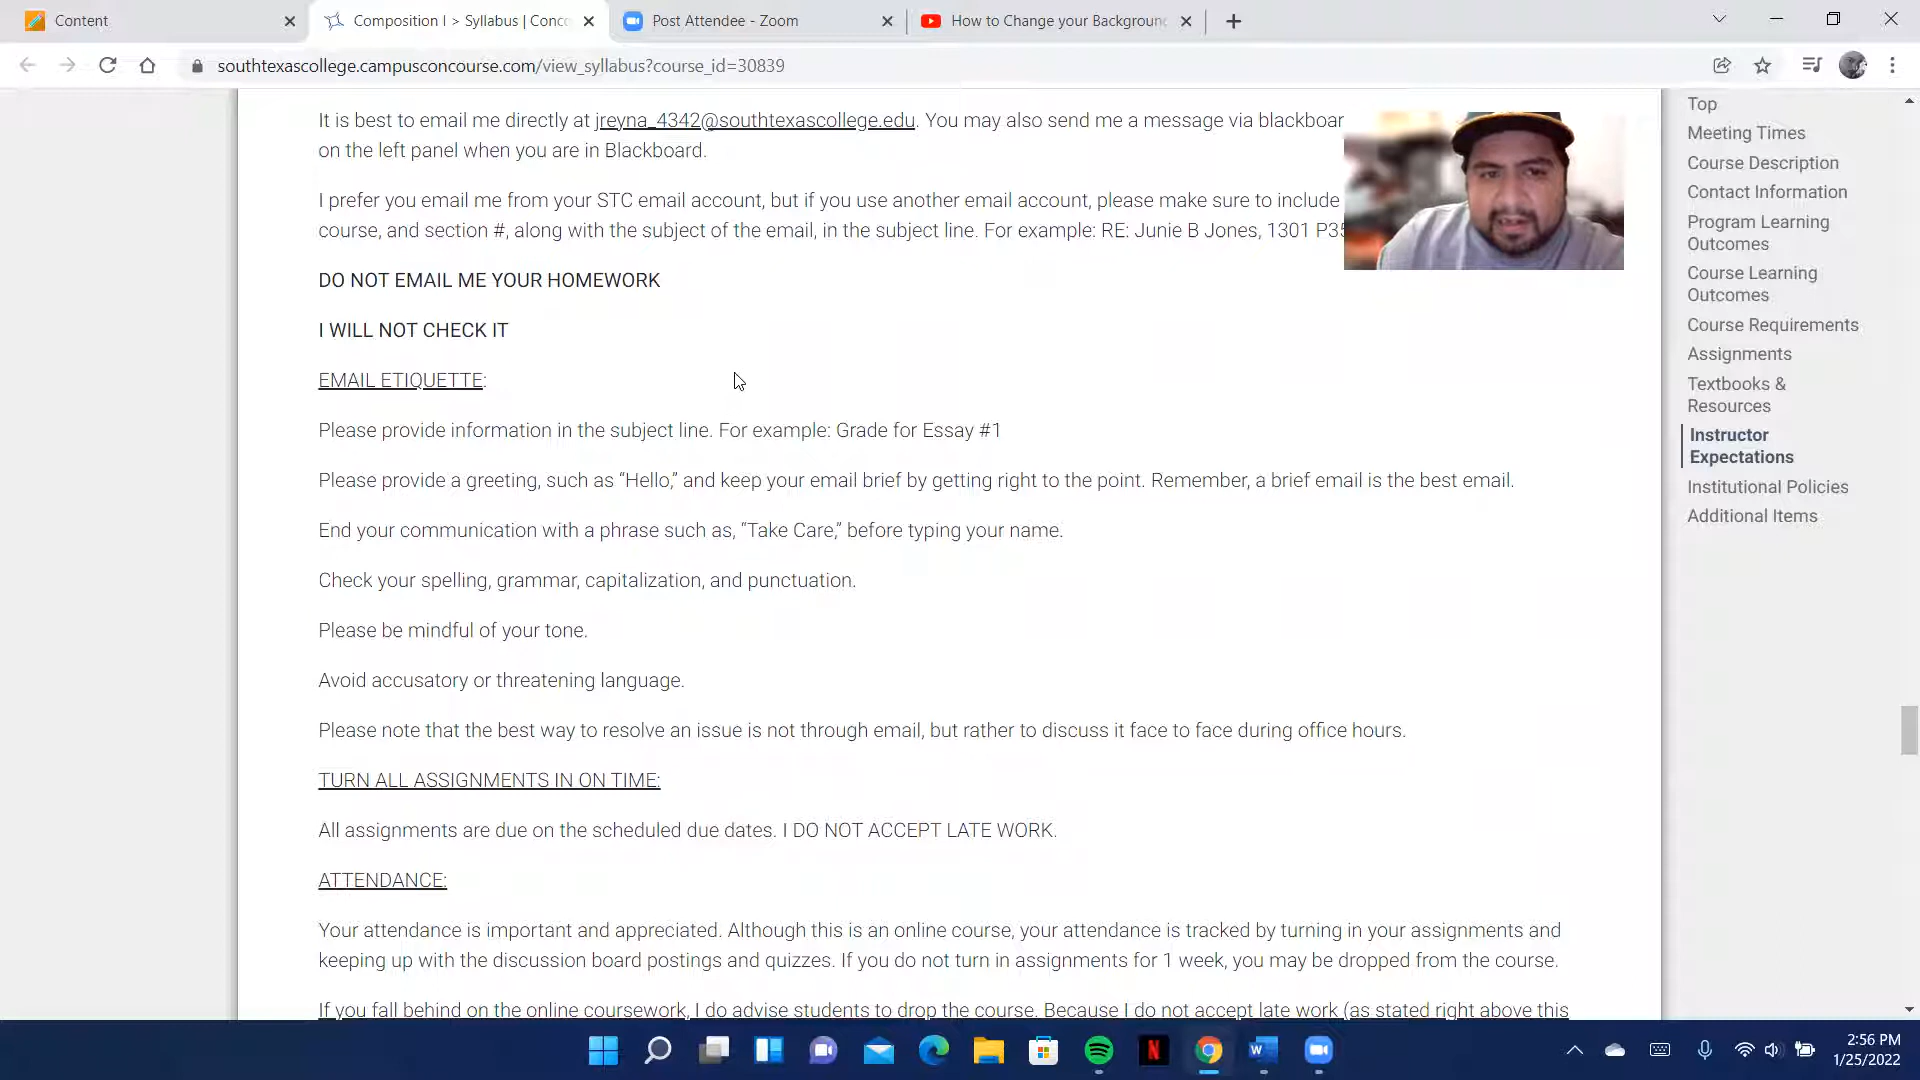 Content
Composition I > Syllabus | Conc
Post Attendee - Zoom
How to Change your Background
southtexascollege.campusconcourse.com/view_syllabus?course_id=30839
It is best to email me directly at jreyna_4342@southtexascollege.edu. You may also send me a message via blackboar
on the left panel when you are in Blackboard.
I prefer you email me from your STC email account, but if you use another email account, please make sure to include
course, and section #, along with the subject of the email, in the subject line. For example: RE: Junie B Jones, 1301 P35
DO NOT EMAIL ME YOUR HOMEWORK
I WILL NOT CHECK IT
EMAIL ETIQUETTE:
Please provide information in the subject line. For example: Grade for Essay #1
Please provide a greeting, such as “Hello,” and keep your email brief by getting right to the point. Remember, a brief email is the best email.
End your communication with a phrase such as, “Take Care,” before typing your name.
Check your spelling, grammar, capitalization, and punctuation.
Please be mindful of your tone.
Avoid accusatory or threatening language.
Please note that the best way to resolve an issue is not through email, but rather to discuss it face to face during office hours.
TURN ALL ASSIGNMENTS IN ON TIME:
All assignments are due on the scheduled due dates. I DO NOT ACCEPT LATE WORK.
ATTENDANCE:
Your attendance is important and appreciated. Although this is an online course, your attendance is tracked by turning in your assignments and
keeping up with the discussion board postings and quizzes. If you do not turn in assignments for 1 week, you may be dropped from the course.
If you fall behind on the online coursework, I do advise students to drop the course. Because I do not accept late work (as stated right above this
Top
Meeting Times
Course Description
Contact Information
Program Learning
Outcomes
Course Learning
Outcomes
Course Requirements
Assignments
Textbooks &
Resources
Instructor
Expectations
Institutional Policies
Additional Items
2:56 PM
1/25/2022